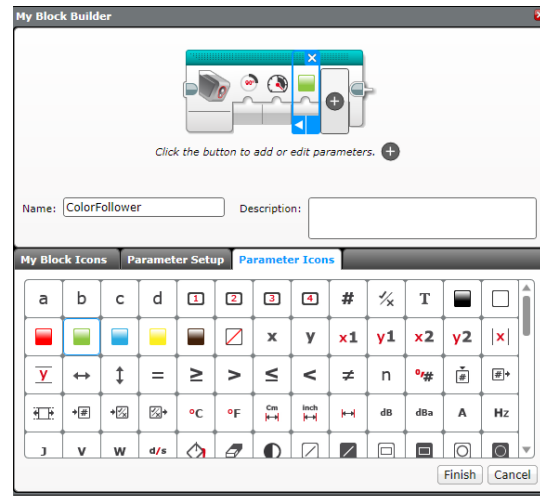 My Block Builder
90°
Click the button to add or edit parameters.
Name: ColorFollower Description:
My Block Icons Parameter Setup Parameter Icons
a b c d 1 2 3 4 # ✓/x T
x y x1 y1 x2 y2 |x|
y ↔ ↕ = ≥ > ≤ < ≠ n °/# # #
# °C °F Cm inch dB dBa A Hz
J V W d/s
Finish Cancel